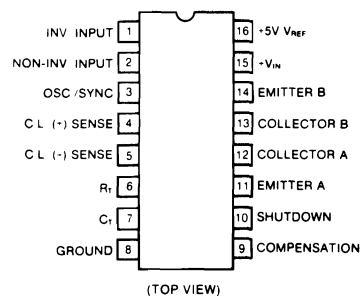 INV INPUT 1 16 +5V VREF
NON-INV INPUT 2 15 +VIN
OSC/SYNC 3 14 EMITTER B
C L (+) SENSE 4 13 COLLECTOR B
C L (-) SENSE 5 12 COLLECTOR A
RT 6 11 EMITTER A
CT 7 10 SHUTDOWN
GROUND 8 9 COMPENSATION
(TOP VIEW)